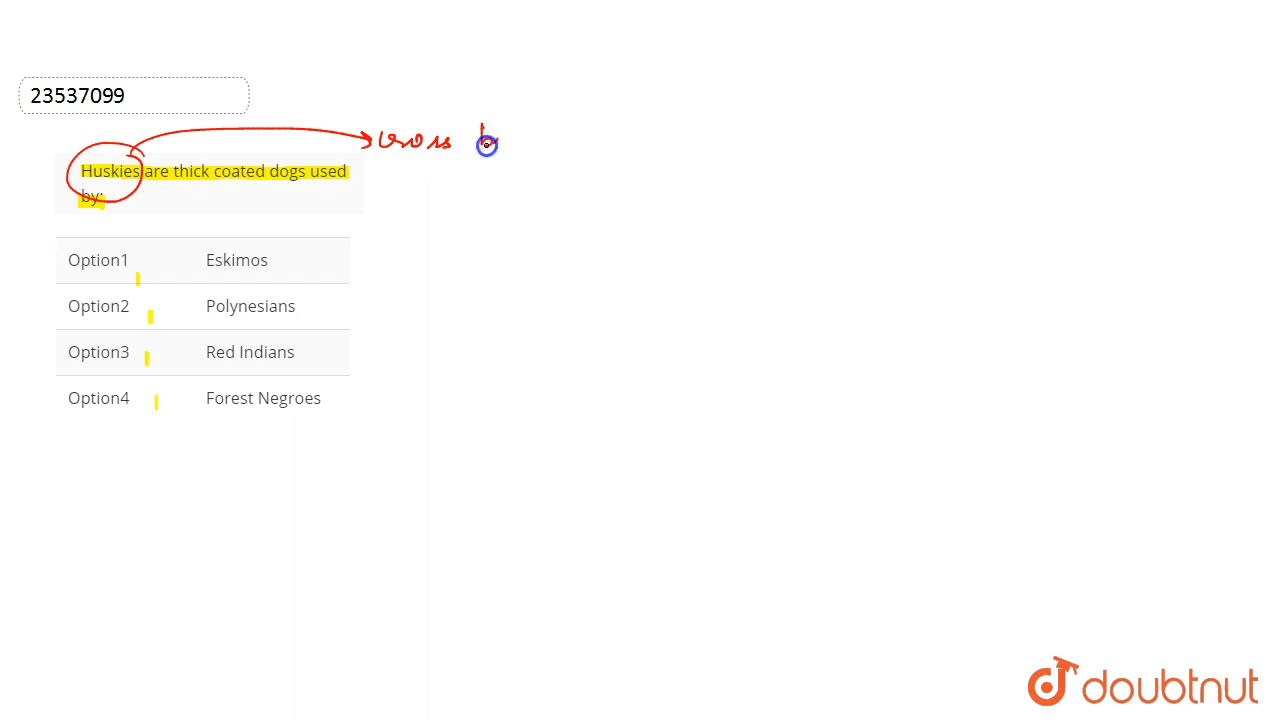 23537099
cross b
Huskies are thick coated dogs used
by:
Option1 Eskimos
Option2 Polynesians
Option3 Red Indians
Option4 Forest Negroes
doubtnut